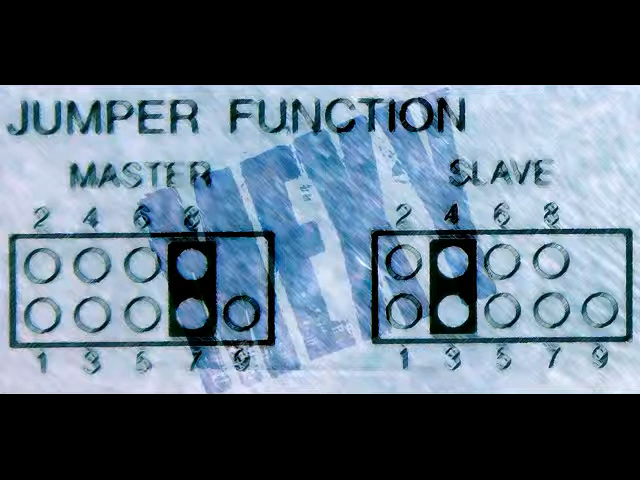 JUMPER FUNCTION
MASTER SLAVE
2 4 6 8 2 4 6 8
1 3 5 7 9 1 3 5 7 9